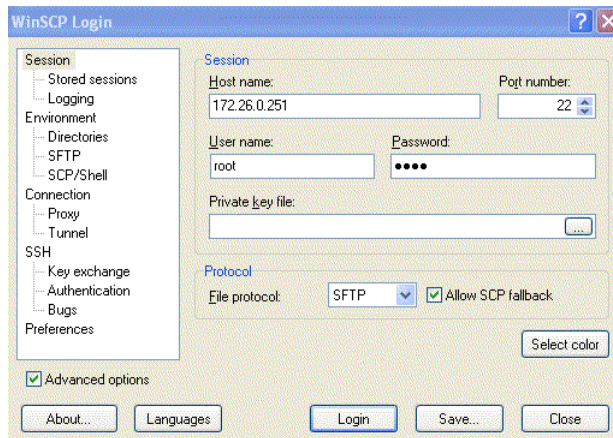 WinSCP Login
Session
Stored sessions
Logging
Environment
Directories
SFTP
SCP/Shell
Connection
Proxy
Tunnel
SSH
Key exchange
Authentication
Bugs
Preferences
Advanced options
Session
Host name: Port number:
172.26.0.251 22
User name: Password:
root ●●●●
Private key file:
...
Protocol
File protocol: SFTP Allow SCP fallback
Select color
About... Languages Login Save... Close